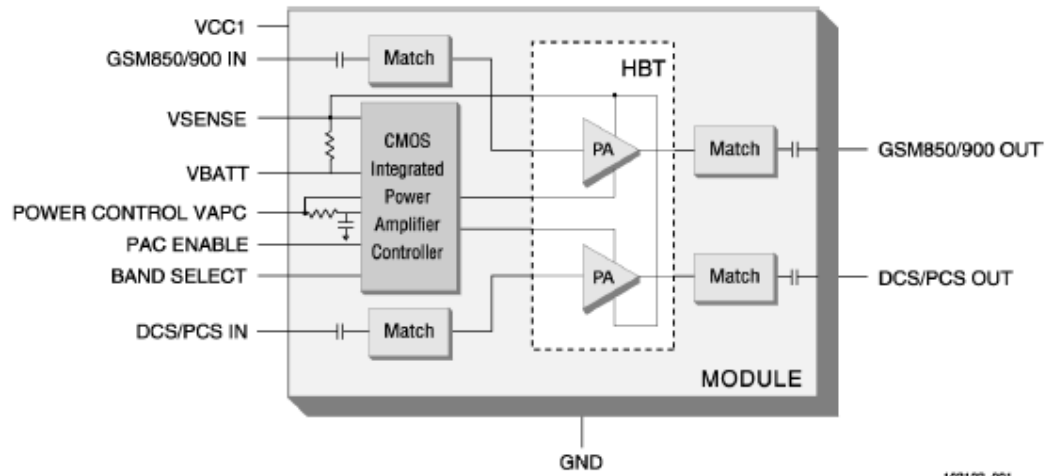 VCC1
GSM850/900 IN
Match
HBT
VSENSE
CMOS
Integrated
Power
Amplifier
Controller
PA
Match
GSM850/900 OUT
VBATT
POWER CONTROL VAPC
PAC ENABLE
BAND SELECT
PA
Match
DCS/PCS OUT
DCS/PCS IN
Match
MODULE
GND